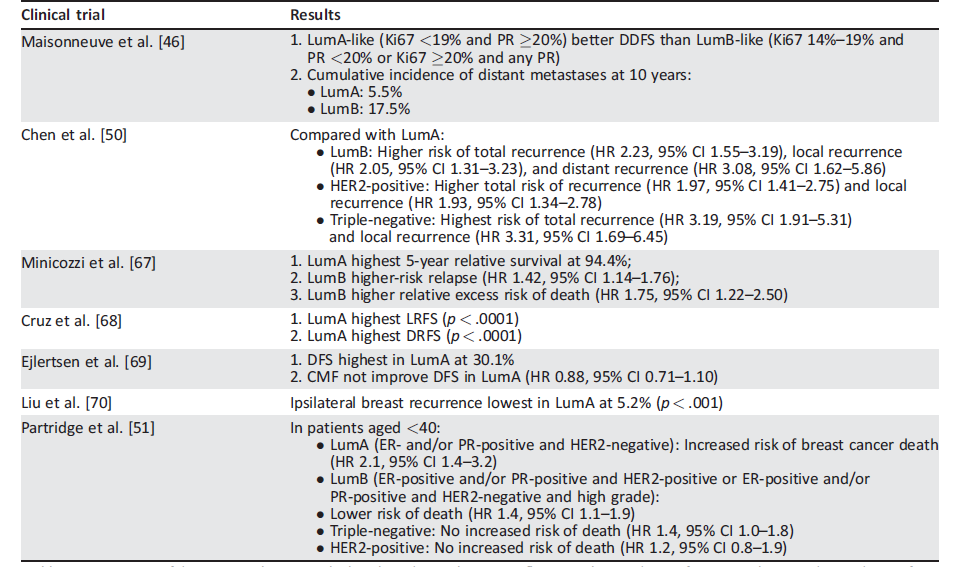 Clinical trial Results
Maisonneuve et al. [46] 1. LumA-like (Ki67 <19% and PR ≥20%) better DDFS than LumB-like (Ki67 14%–19% and
PR <20% or Ki67 ≥20% and any PR)
2. Cumulative incidence of distant metastases at 10 years:
● LumA: 5.5%
● LumB: 17.5%
Chen et al. [50] Compared with LumA:
● LumB: Higher risk of total recurrence (HR 2.23, 95% CI 1.55–3.19), local recurrence
(HR 2.05, 95% CI 1.31–3.23), and distant recurrence (HR 3.08, 95% CI 1.62–5.86)
● HER2-positive: Higher total risk of recurrence (HR 1.97, 95% CI 1.41–2.75) and local
recurrence (HR 1.93, 95% CI 1.34–2.78)
● Triple-negative: Highest risk of total recurrence (HR 3.19, 95% CI 1.91–5.31)
and local recurrence (HR 3.31, 95% CI 1.69–6.45)
Minicozzi et al. [67] 1. LumA highest 5-year relative survival at 94.4%;
2. LumB higher-risk relapse (HR 1.42, 95% CI 1.14–1.76);
3. LumB higher relative excess risk of death (HR 1.75, 95% CI 1.22–2.50)
Cruz et al. [68] 1. LumA highest LRFS (p < .0001)
2. LumA highest DRFS (p < .0001)
Ejlertsen et al. [69] 1. DFS highest in LumA at 30.1%
2. CMF not improve DFS in LumA (HR 0.88, 95% CI 0.71–1.10)
Liu et al. [70] Ipsilateral breast recurrence lowest in LumA at 5.2% (p < .001)
Partridge et al. [51] In patients aged <40:
● LumA (ER- and/or PR-positive and HER2-negative): Increased risk of breast cancer death
(HR 2.1, 95% CI 1.4–3.2)
● LumB (ER-positive and/or PR-positive and HER2-positive or ER-positive and/or
PR-positive and HER2-negative and high grade):
● Lower risk of death (HR 1.4, 95% CI 1.1–1.9)
● Triple-negative: No increased risk of death (HR 1.4, 95% CI 1.0–1.8)
● HER2-positive: No increased risk of death (HR 1.2, 95% CI 0.8–1.9)